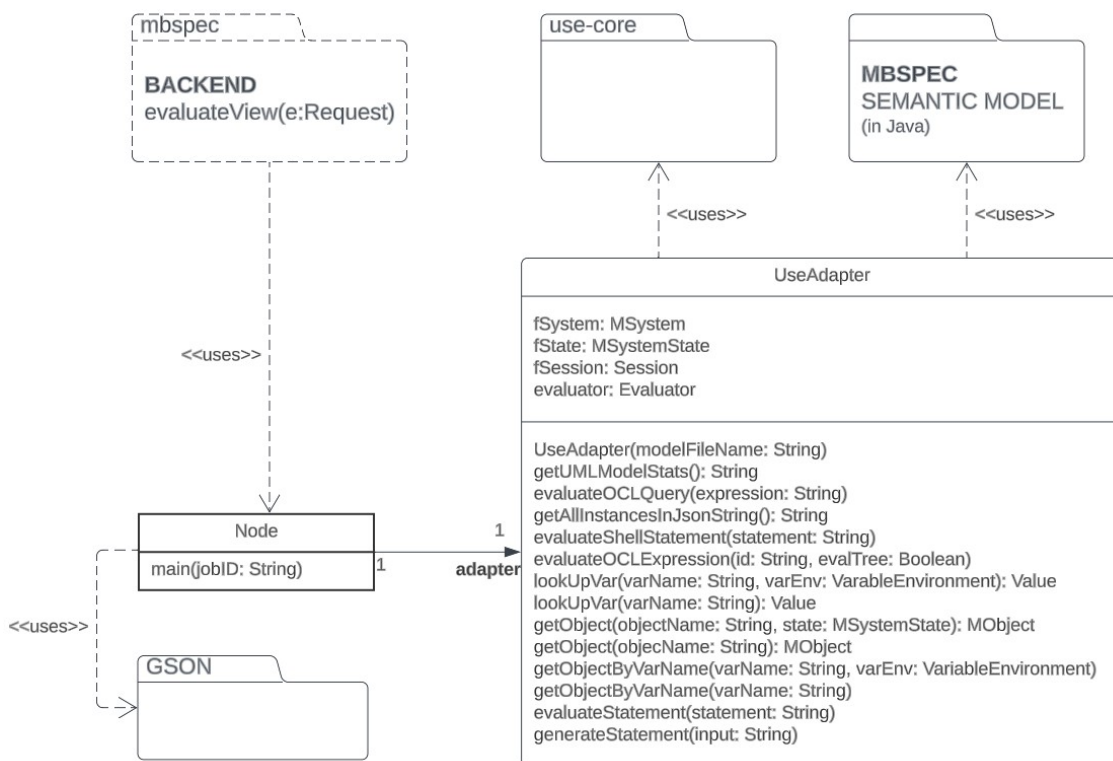 mbspec
BACKEND
evaluateView(e:Request)
use-core
MBSPEC
SEMANTIC MODEL
(in Java)
<<uses>>
<<uses>>
<<uses>>
UseAdapter
fSystem: MSystem
fState: MSystemState
fSession: Session
evaluator: Evaluator
UseAdapter(modelFileName: String)
getUMLModelStats(): String
evaluateOCLQuery(expression: String)
getAllInstancesInJsonString(): String
evaluateShellStatement(statement: String)
evaluateOCLExpression(id: String, evalTree: Boolean)
lookUpVar(varName: String, varEnv: VarableEnvironment): Value
lookUpVar(varName: String): Value
getObject(objectName: String, state: MSystemState): MObject
getObject(objecName: String): MObject
getObjectByVarName(varName: String, varEnv: VariableEnvironment)
getObjectByVarName(varName: String)
evaluateStatement(statement: String)
generateStatement(input: String)
Node
main(jobID: String)
1
1
adapter
<<uses>>
GSON